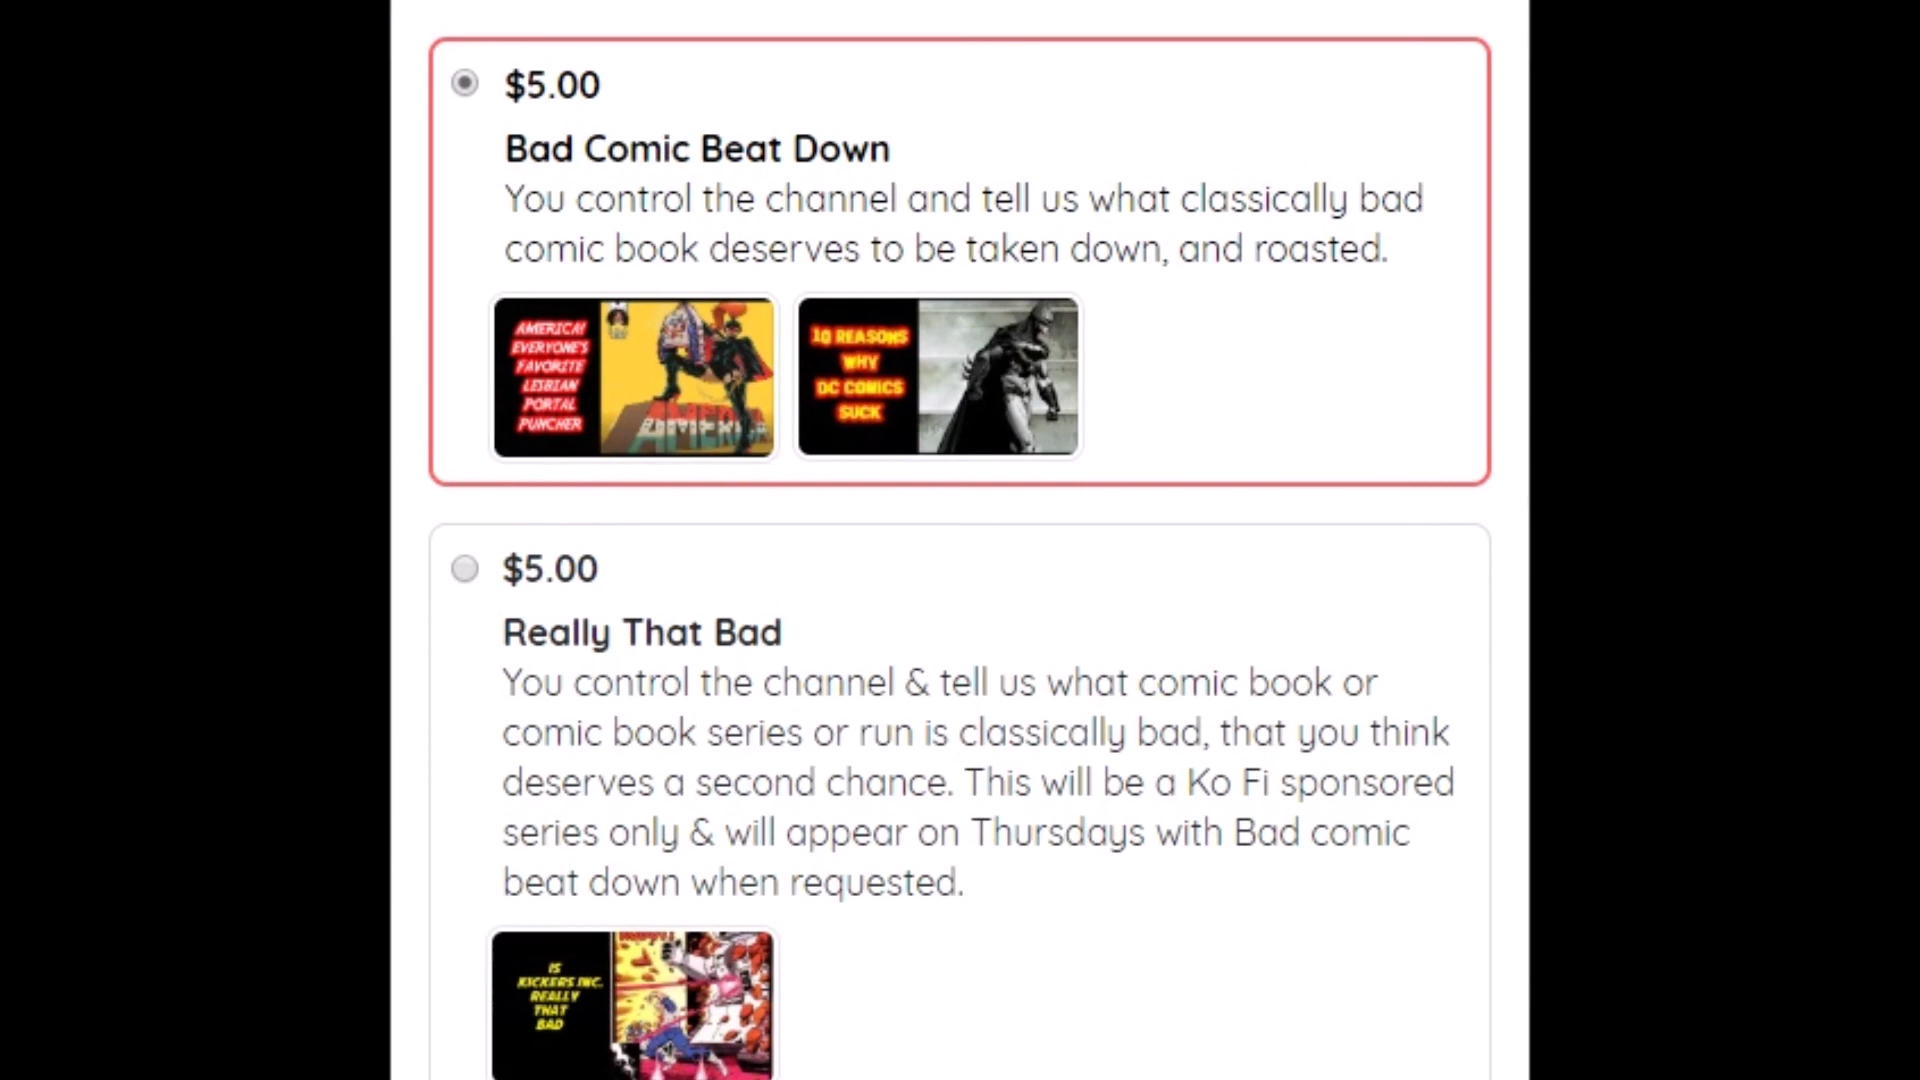 $5.00
Bad Comic Beat Down
You control the channel and tell us what classically bad
comic book deserves to be taken down, and roasted.
AMERICA!
EVERYONE'S
FAVORITE
LESBIAN
PORTAL
PUNCHER
AMERICA
10 REASONS
WHY
DC COMICS
SUCK
$5.00
Really That Bad
You control the channel & tell us what comic book or
comic book series or run is classically bad, that you think
deserves a second chance. This will be a Ko Fi sponsored
series only & will appear on Thursdays with Bad comic
beat down when requested.
IS
KICKERS INC.
REALLY
THAT
BAD